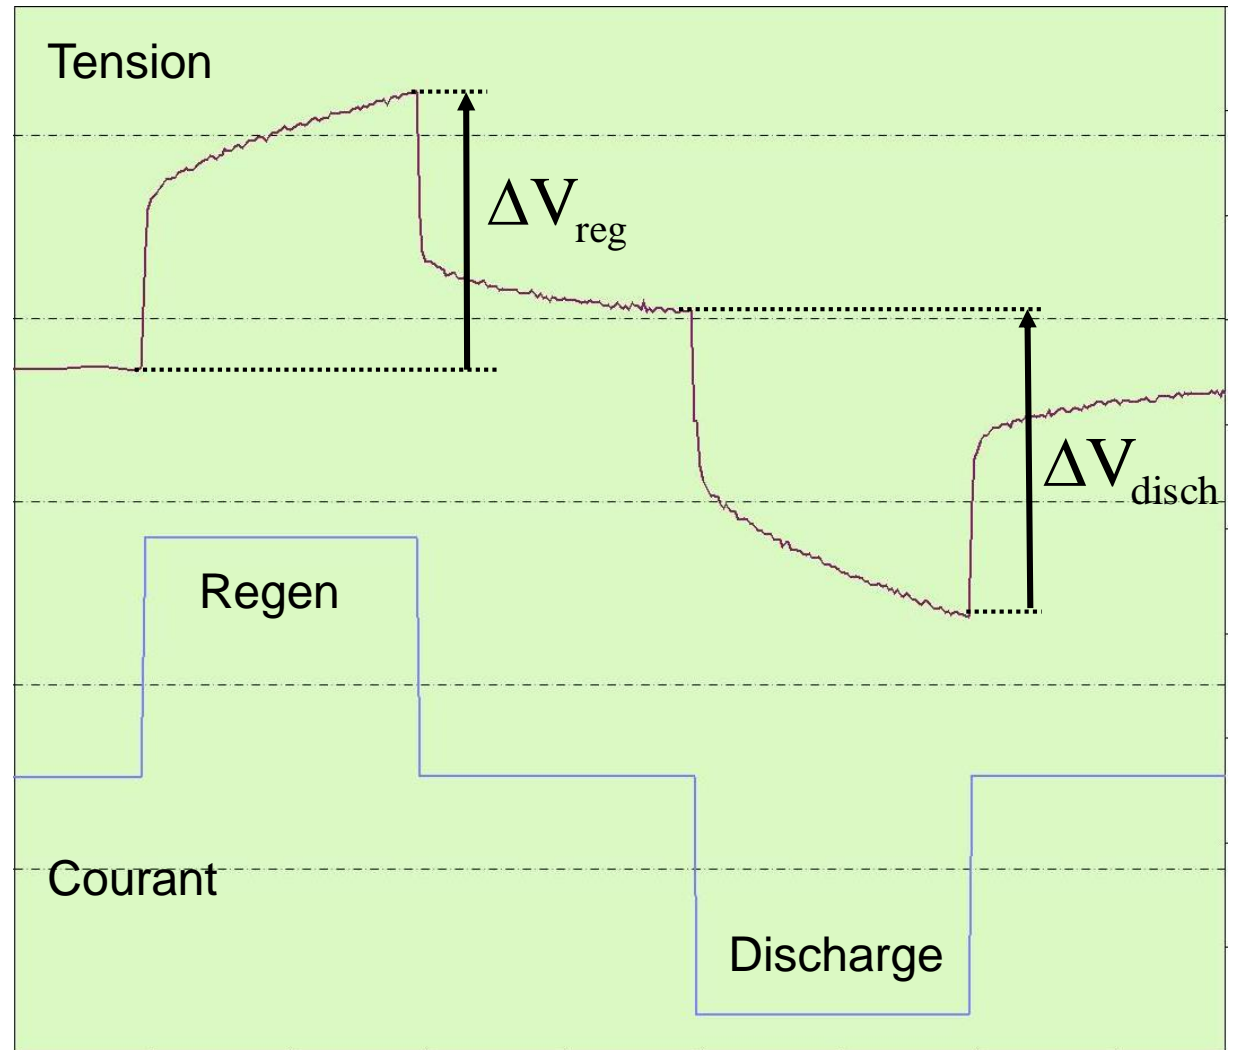 Tension
ΔVreg
ΔVdisch
Regen
Courant
Discharge